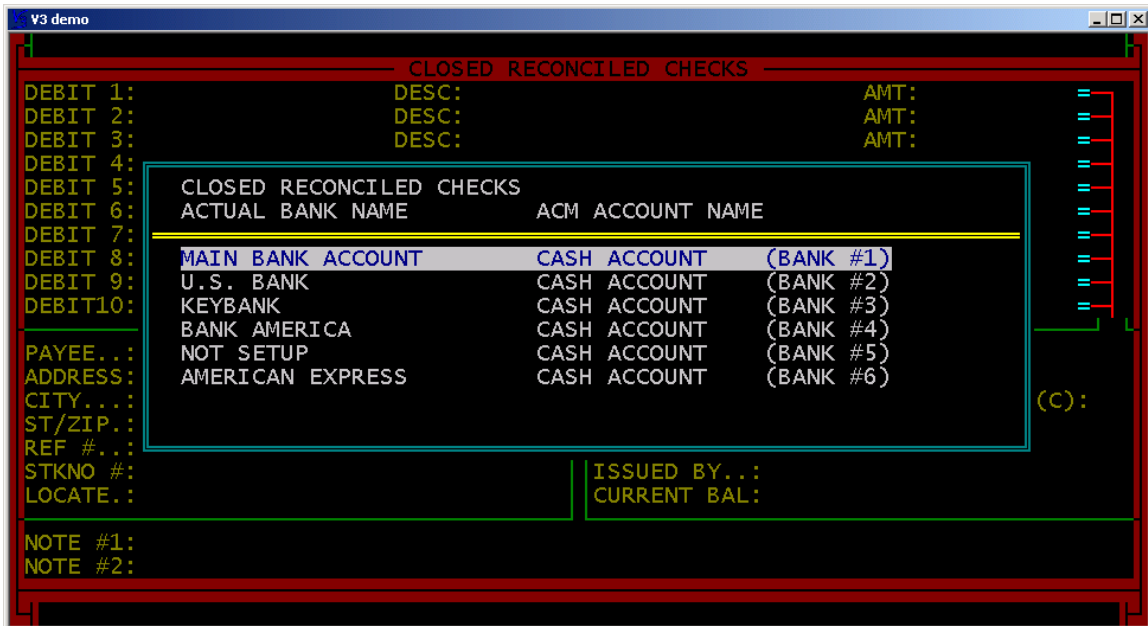 V3 demo
CLOSED RECONCILED CHECKS
DEBIT 1: DESC: AMT: =
DEBIT 2: DESC: AMT: =
DEBIT 3: DESC: AMT: =
DEBIT 4: =
DEBIT 5: =
DEBIT 6: =
DEBIT 7: =
DEBIT 8: =
DEBIT 9: =
DEBIT10: =
CLOSED RECONCILED CHECKS
ACTUAL BANK NAME ACM ACCOUNT NAME
MAIN BANK ACCOUNT CASH ACCOUNT (BANK #1)
U.S. BANK CASH ACCOUNT (BANK #2)
KEYBANK CASH ACCOUNT (BANK #3)
BANK AMERICA CASH ACCOUNT (BANK #4)
NOT SETUP CASH ACCOUNT (BANK #5)
AMERICAN EXPRESS CASH ACCOUNT (BANK #6)
PAYEE..:
ADDRESS:
CITY...: (C):
ST/ZIP.:
REF #..:
STKNO #: ISSUED BY..:
LOCATE.: CURRENT BAL:
NOTE #1:
NOTE #2: